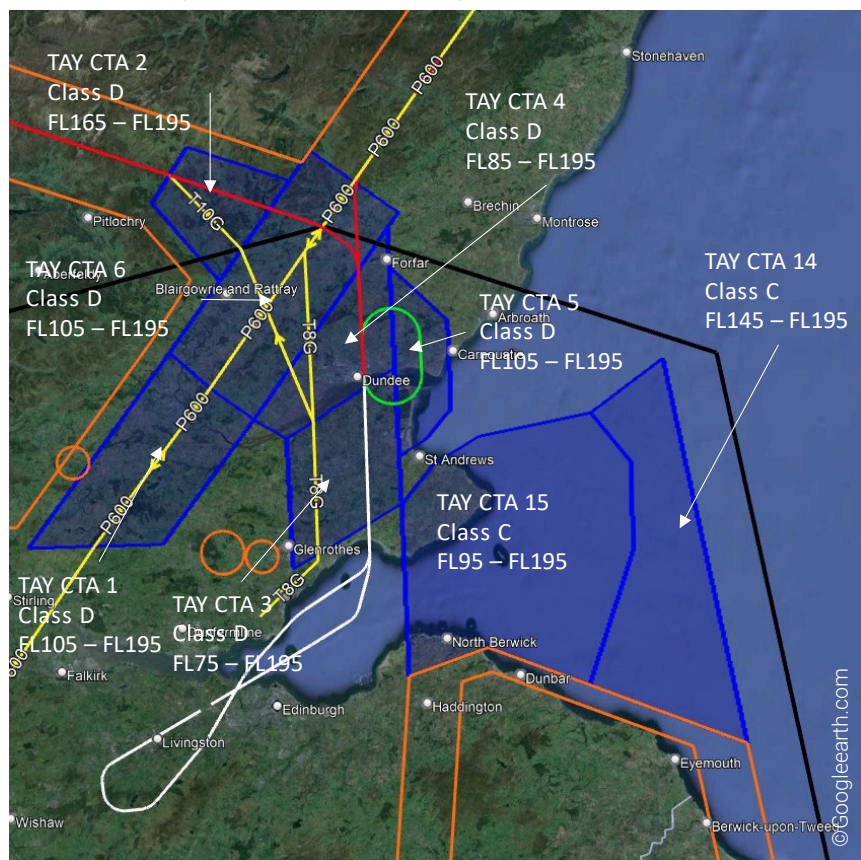 Stonehaven
P600
TAY CTA 2
Class D
FL165 – FL195
TAY CTA 4
Class D
FL85 – FL195
P600
T10G
P600
Brechin
Montrose
Pitlochry
TAY CTA 6
Class D
FL105 – FL195
Aberfeldy
Blairgowrie and Rattray
Forfar
TAY CTA 14
Class C
FL145 – FL195
P600
T8G
TAY CTA 5
Class D
FL105 – FL195
Arbroath
Carnoustie
Dundee
P600
St Andrews
T8G
P600
TAY CTA 15
Class C
FL95 – FL195
Glenrothes
T8G
TAY CTA 1
Class D
FL105 – FL195
Stirling
TAY CTA 3
Class D
FL75 – FL195
Dunfermline
North Berwick
600
Falkirk
Dunbar
Edinburgh
Haddington
Livingston
Eyemouth
Wishaw
Berwick-upon-Tweed
©Googleearth.com